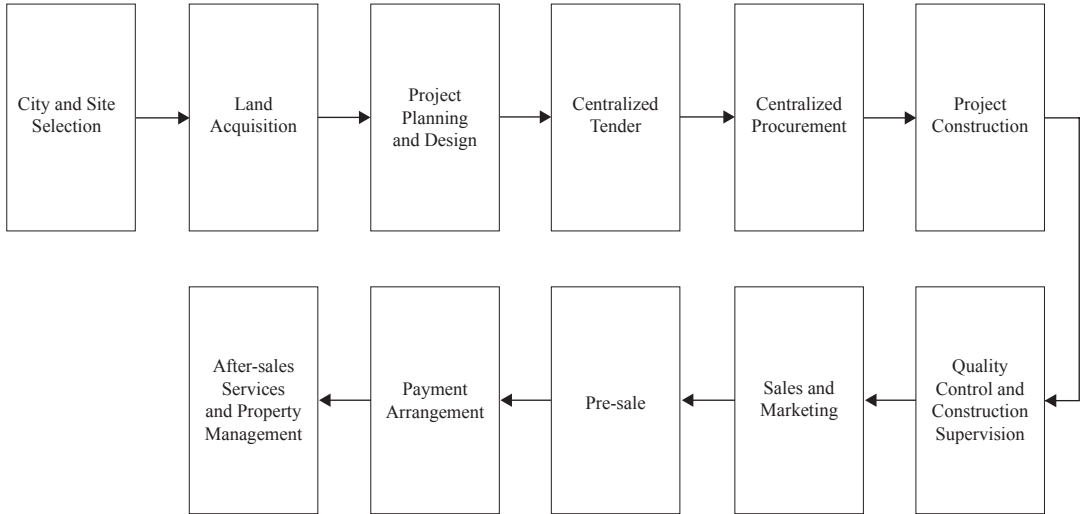 City and Site
Selection
Land
Acquisition
Project
Planning
and Design
Centralized
Tender
Centralized
Procurement
Project
Construction
Quality
Control and
Construction
Supervision
Sales and
Marketing
Pre-sale
Payment
Arrangement
After-sales
Services
and Property
Management